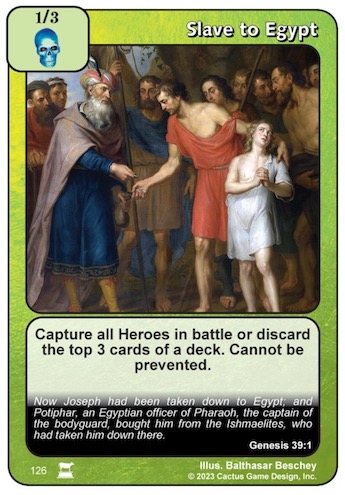 1/3
Slave to Egypt
Capture all Heroes in battle or discard
the top 3 cards of a deck. Cannot be
prevented.
Now Joseph had been taken down to Egypt; and
Potiphar, an Egyptian officer of Pharaoh, the captain of
the bodyguard, bought him from the Ishmaelites, who
had taken him down there.
Genesis 39:1
126
Illus. Balthasar Beschey
© 2023 Cactus Game Design, Inc.